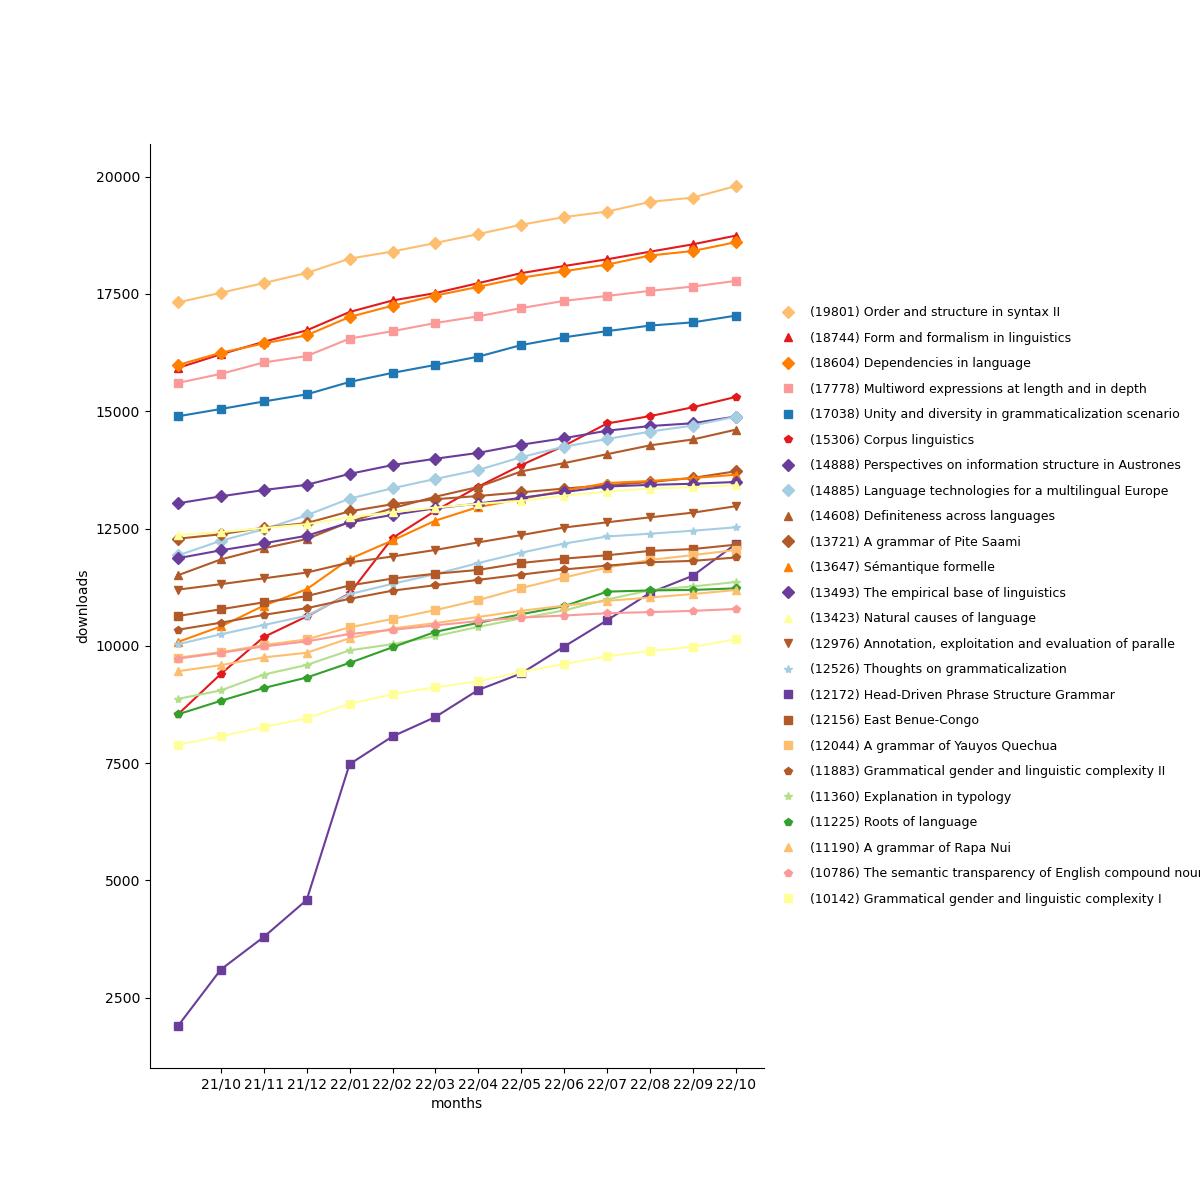 20000
17500
15000
12500
10000
7500
5000
2500
downloads
21/10 21/11 21/12 22/01 22/02 22/03 22/04 22/05 22/06 22/07 22/08 22/09 22/10
months
(19801) Order and structure in syntax II
(18744) Form and formalism in linguistics
(18604) Dependencies in language
(17778) Multiword expressions at length and in depth
(17038) Unity and diversity in grammaticalization scenario
(15306) Corpus linguistics
(14888) Perspectives on information structure in Austrones
(14885) Language technologies for a multilingual Europe
(14608) Definiteness across languages
(13721) A grammar of Pite Saami
(13647) Sémantique formelle
(13493) The empirical base of linguistics
(13423) Natural causes of language
(12976) Annotation, exploitation and evaluation of paralle
(12526) Thoughts on grammaticalization
(12172) Head-Driven Phrase Structure Grammar
(12156) East Benue-Congo
(12044) A grammar of Yauyos Quechua
(11883) Grammatical gender and linguistic complexity II
(11360) Explanation in typology
(11225) Roots of language
(11190) A grammar of Rapa Nui
(10786) The semantic transparency of English compound nou
(10142) Grammatical gender and linguistic complexity I